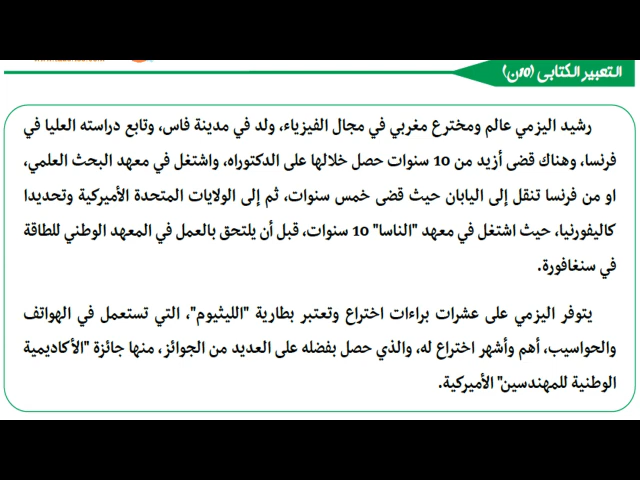 التعبير الكتابي (10ن)
رشيد اليزمي عالم ومخترع مغربي في مجال الفيزياء، ولد في مدينة فاس، وتابع دراسته العليا في
فرنسا، وهناك قضى أزيد من 10 سنوات حصل خلالها على الدكتوراه، واشتغل في معهد البحث العلمي،
او من فرنسا تنقل إلى اليابان حيث قضى خمس سنوات، ثم إلى الولايات المتحدة الأميركية وتحديدا
كاليفورنيا، حيث اشتغل في معهد "الناسا" 10 سنوات، قبل أن يلتحق بالعمل في المعهد الوطني للطاقة
في سنغافورة.
يتوفر اليزمي على عشرات براءات اختراع وتعتبر بطارية "الليثيوم"، التي تستعمل في الهواتف
والحواسيب، أهم وأشهر اختراع له، والذي حصل بفضله على العديد من الجوائز، منها جائزة "الأكاديمية
الوطنية للمهندسين" الأميركية.